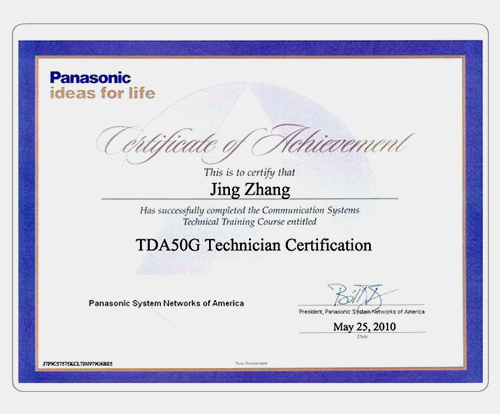 Panasonic
ideas for life
Certificate of Achievement
This is to certify that
Jing Zhang
Has successfully completed the Communication Systems
Technical Training Course entitled
TDA50G Technician Certification
Panasonic System Networks of America
President, Panasonic System Networks of America
May 25, 2010
Date
Non Transferable